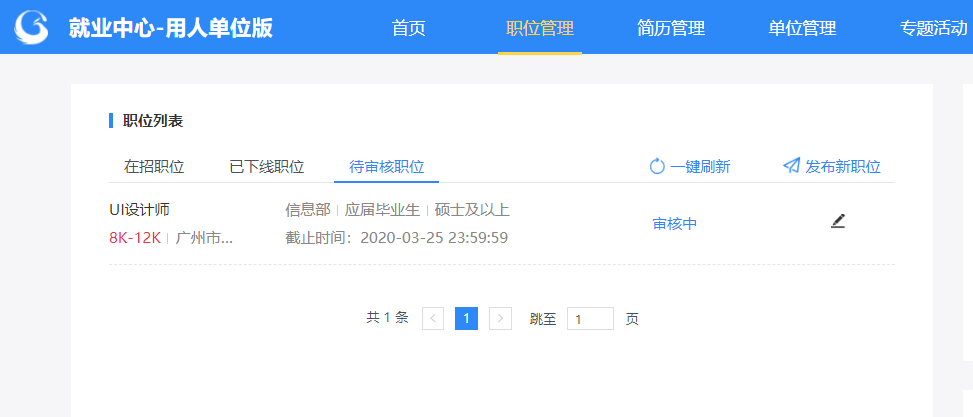 就业中心-用人单位版 首页 职位管理 简历管理 单位管理 专题活动
职位列表
在招职位 已下线职位 待审核职位 一键刷新 发布新职位
UI设计师 信息部 应届毕业生 硕士及以上
审核中
8K-12K 广州市... 截止时间：2020-03-25 23:59:59
共 1 条 < 1 > 跳至 1 页